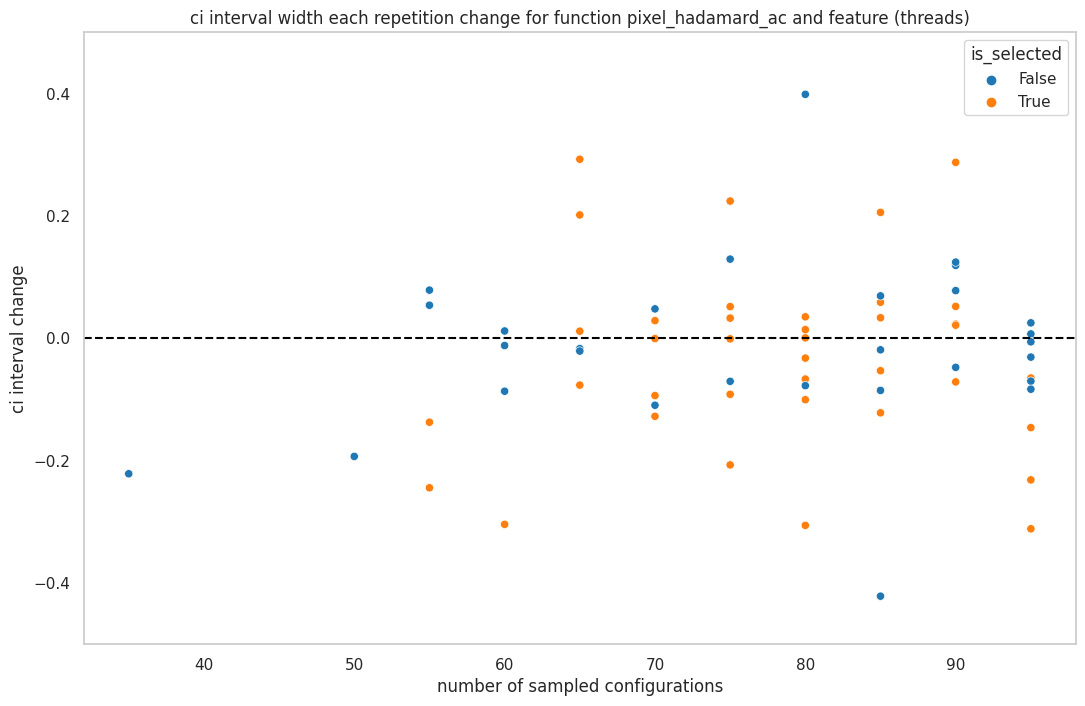 ci interval width each repetition change for function pixel_hadamard_ac and feature (threads)
is_selected
False
True
0.4
0.2
0.0
−0.2
−0.4
ci interval change
40
50
60
70
80
90
number of sampled configurations